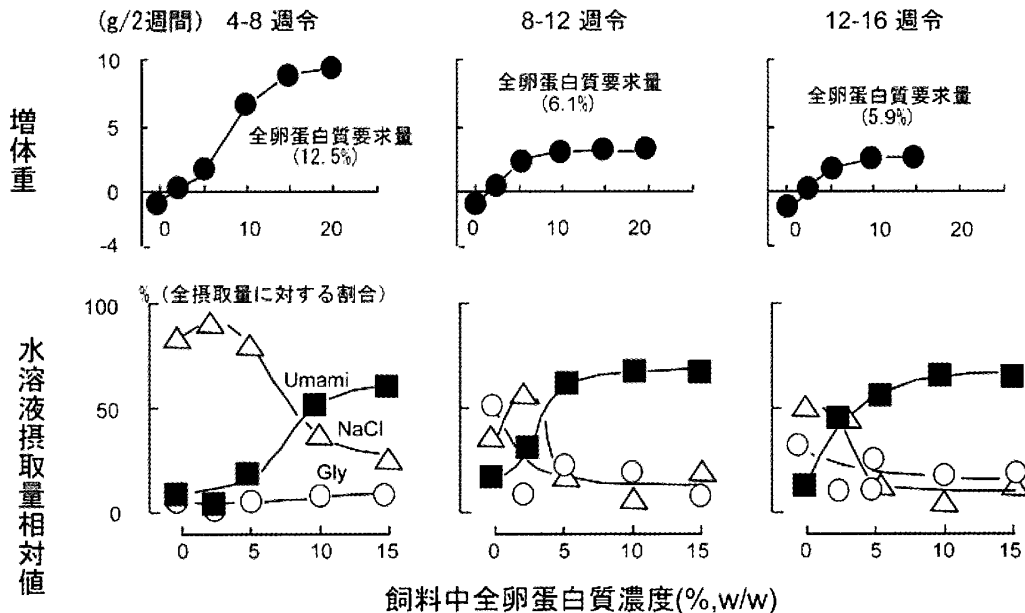 (g/2週間) 4-8 週令
8-12 週令
12-16 週令
増体重
10
5
0
-4
全卵蛋白質要求量
(12.5%)
0 10 20
全卵蛋白質要求量
(6.1%)
0 10 20
全卵蛋白質要求量
(5.9%)
0 10 20
水溶液摂取量相対値
% (全摂取量に対する割合)
100
50
0
Umami
NaCl
Gly
0 5 10 15
0 5 10 15
0 5 10 15
飼料中全卵蛋白質濃度(%,w/w)